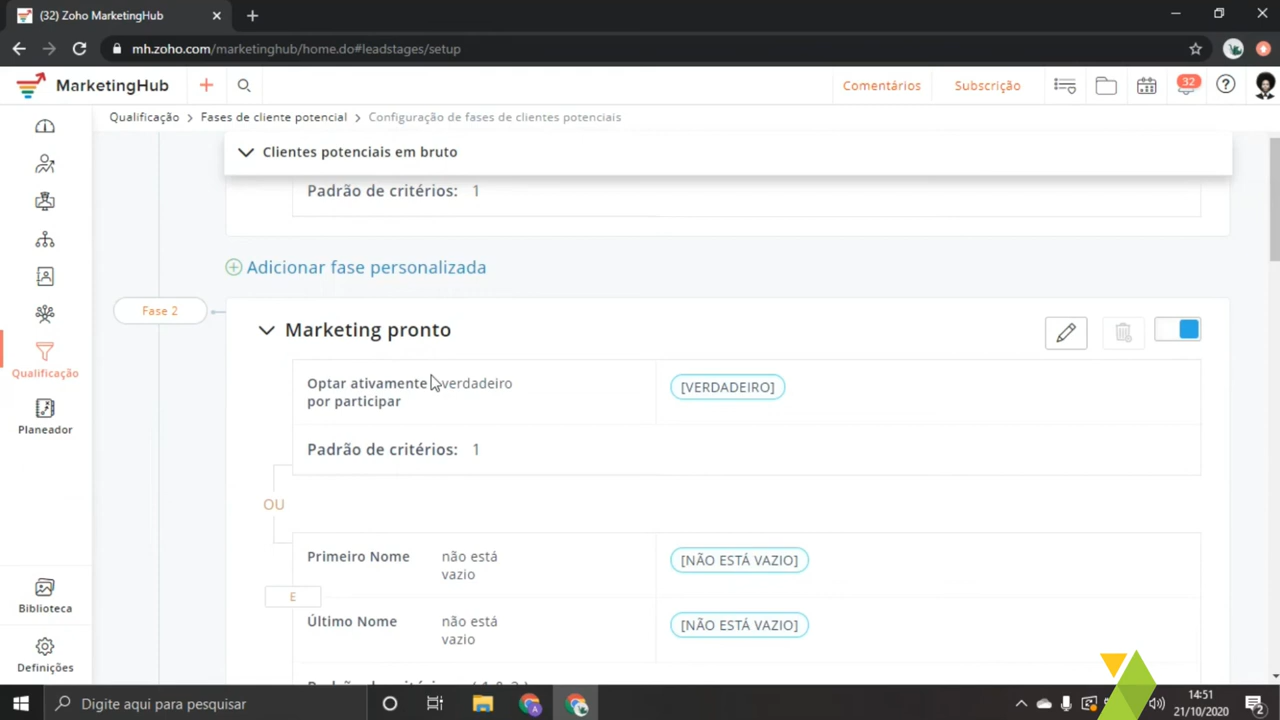 (32) Zoho MarketingHub
mh.zoho.com/marketinghub/home.do#leadstages/setup
MarketingHub
Comentários
Subscrição
32
Qualificação > Fases de cliente potencial > Configuração de fases de clientes potenciais
Clientes potenciais em bruto
Padrão de critérios: 1
Adicionar fase personalizada
Fase 2
Marketing pronto
Optar ativamente verdadeiro
por participar
[VERDADEIRO]
Padrão de critérios: 1
OU
Primeiro Nome
não está
vazio
[NÃO ESTÁ VAZIO]
E
Último Nome
não está
vazio
[NÃO ESTÁ VAZIO]
Qualificação
Planeador
Biblioteca
Definições
Digite aqui para pesquisar
14:51
21/10/2020
2